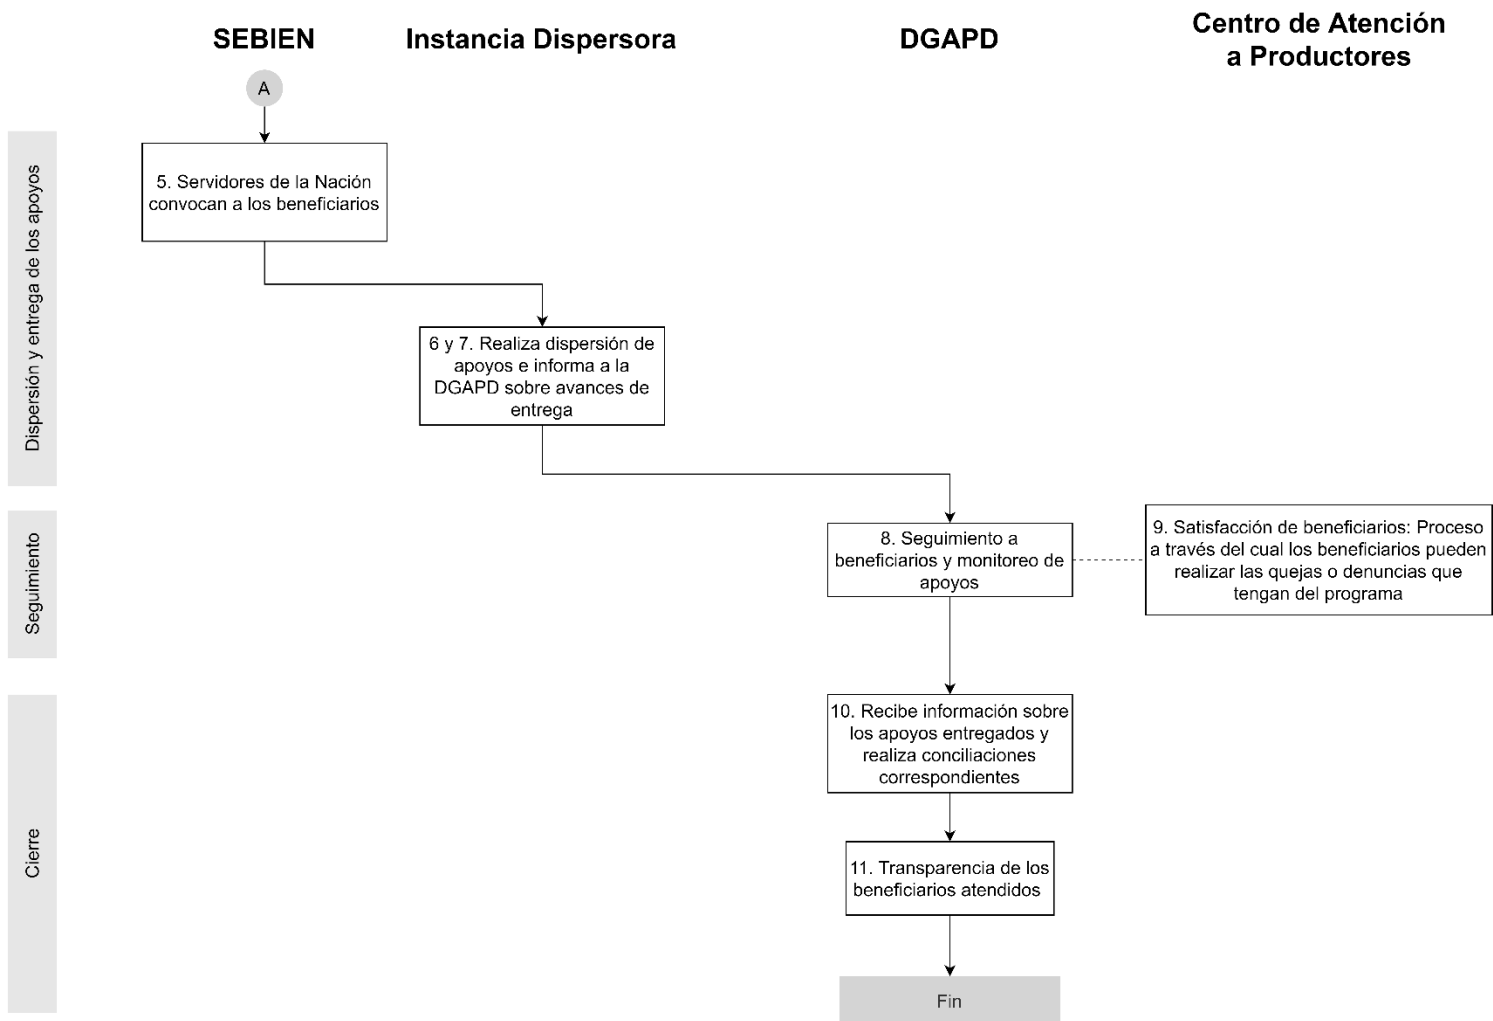 SEBIEN
Instancia Dispersora
DGAPD
Centro de Atención
a Productores
A
Dispersión y entrega de los apoyos
5. Servidores de la Nación
convocan a los beneficiarios
6 y 7. Realiza dispersión de
apoyos e informa a la
DGAPD sobre avances de
entrega
Seguimiento
8. Seguimiento a
beneficiarios y monitoreo de
apoyos
9. Satisfacción de beneficiarios: Proceso
a través del cual los beneficiarios pueden
realizar las quejas o denuncias que
tengan del programa
Cierre
10. Recibe información sobre
los apoyos entregados y
realiza conciliaciones
correspondientes
11. Transparencia de los
beneficiarios atendidos
Fin